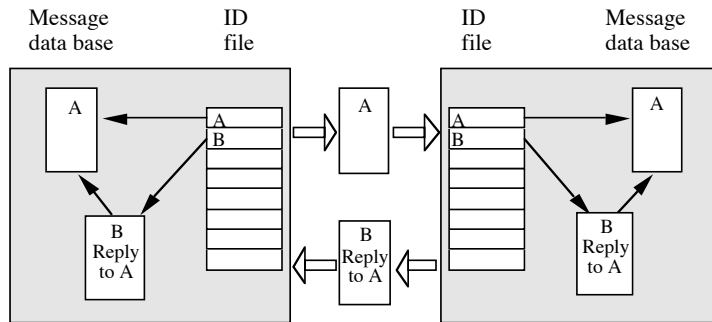 Message
data base
ID
file
ID
file
Message
data base
A
A
B
A
A
B
A
B
Reply
to A
B
Reply
to A
B
Reply
to A